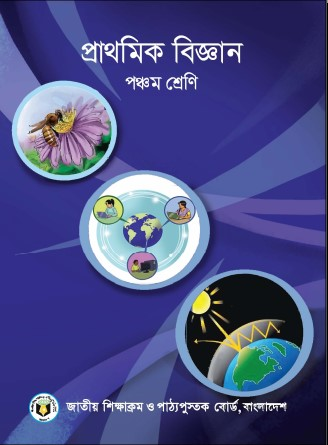 প্রাথমিক বিজ্ঞান
পঞ্চম শ্রেণি
জাতীয় শিক্ষাক্রম ও পাঠ্যপুস্তক বোর্ড, বাংলাদেশ